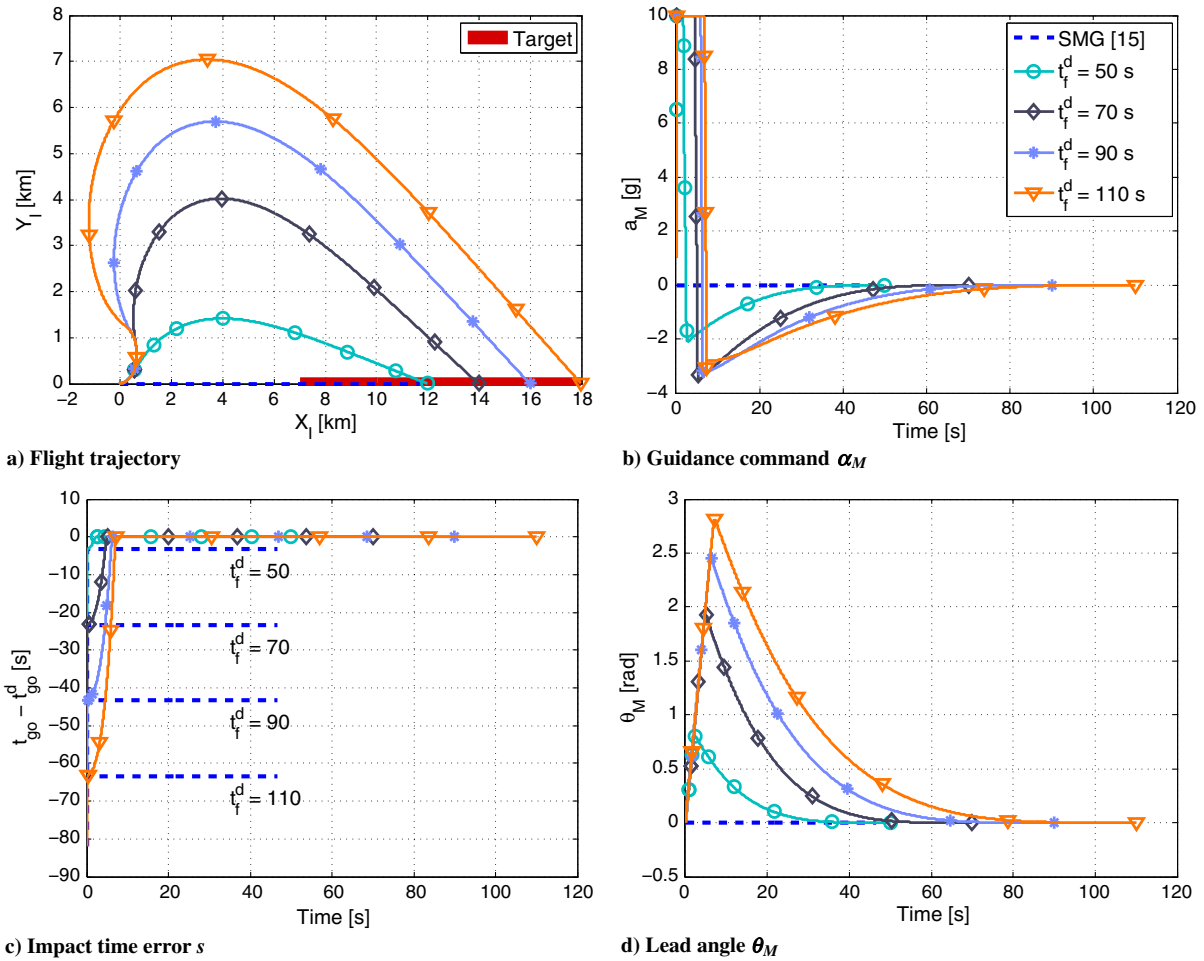 8
7
6
5
4
3
2
1
0
Y_I [km]
−2 0 2 4 6 8 10 12 14 16 18
X_I [km]
Target
a) Flight trajectory
10
8
6
4
2
0
−2
−4
a_M [g]
0 20 40 60 80 100 120
Time [s]
SMG [15]
t_f^d = 50 s
t_f^d = 70 s
t_f^d = 90 s
t_f^d = 110 s
b) Guidance command α_M
10
0
−10
−20
−30
−40
−50
−60
−70
−80
−90
t_go − t_go^d [s]
t_f^d = 50
t_f^d = 70
t_f^d = 90
t_f^d = 110
0 20 40 60 80 100 120
Time [s]
c) Impact time error s
3
2.5
2
1.5
1
0.5
0
−0.5
θ_M [rad]
0 20 40 60 80 100 120
Time [s]
d) Lead angle θ_M